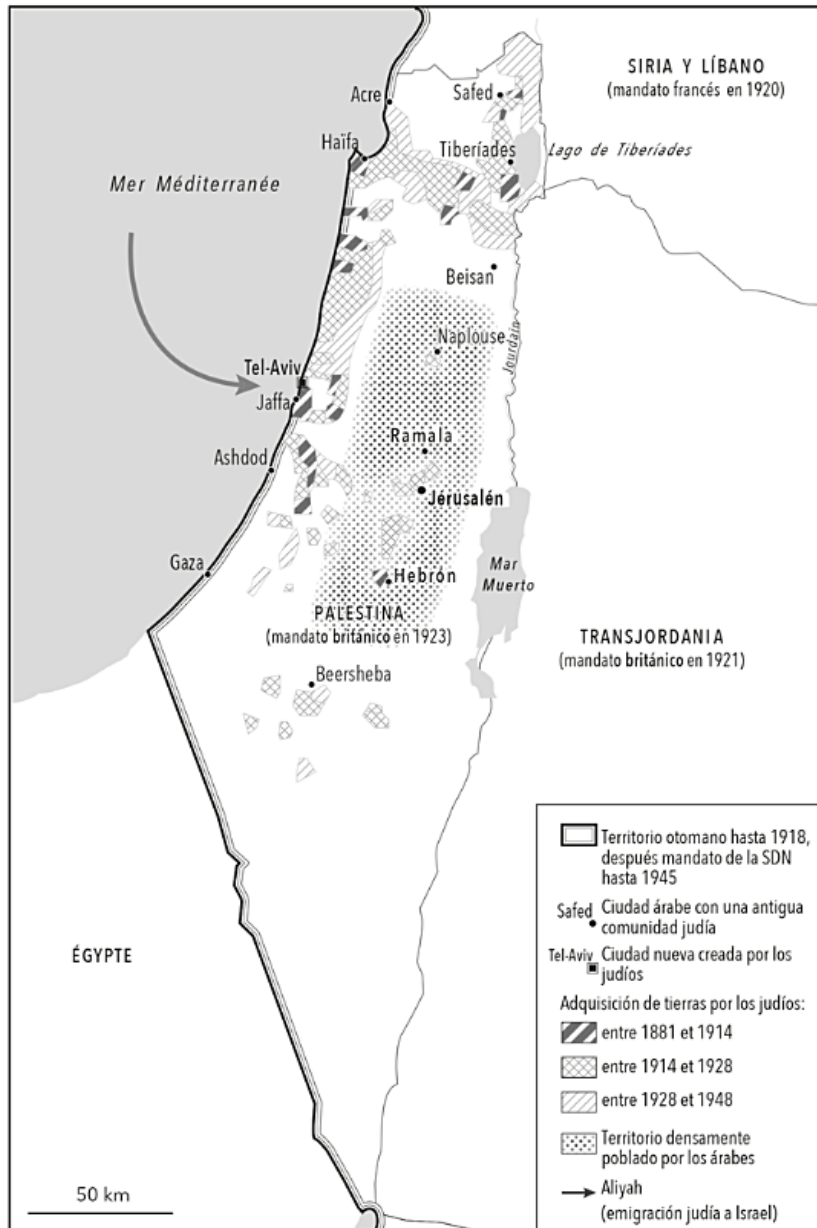 SIRIA Y LÍBANO
(mandato francés en 1920)
Acre
Safed
Haïfa
Tiberíades
Lago de Tiberíades
Mer Méditerranée
Beisan
Naplouse
Jourdain
Tel-Aviv
Jaffa
Ramala
Ashdod
Jérusalén
Gaza
Mar
Muerto
Hebrón
PALESTINA
(mandato británico en 1923)
TRANSJORDANIA
(mandato británico en 1921)
Beersheba
ÉGYPTE
Territorio otomano hasta 1918,
después mandato de la SDN
hasta 1945
Safed Ciudad árabe con una antigua
comunidad judía
Tel-Aviv Ciudad nueva creada por los
judíos
Adquisición de tierras por los judíos:
entre 1881 et 1914
entre 1914 et 1928
entre 1928 et 1948
Territorio densamente
poblado por los árabes
Aliyah
(emigración judía a Israel)
50 km